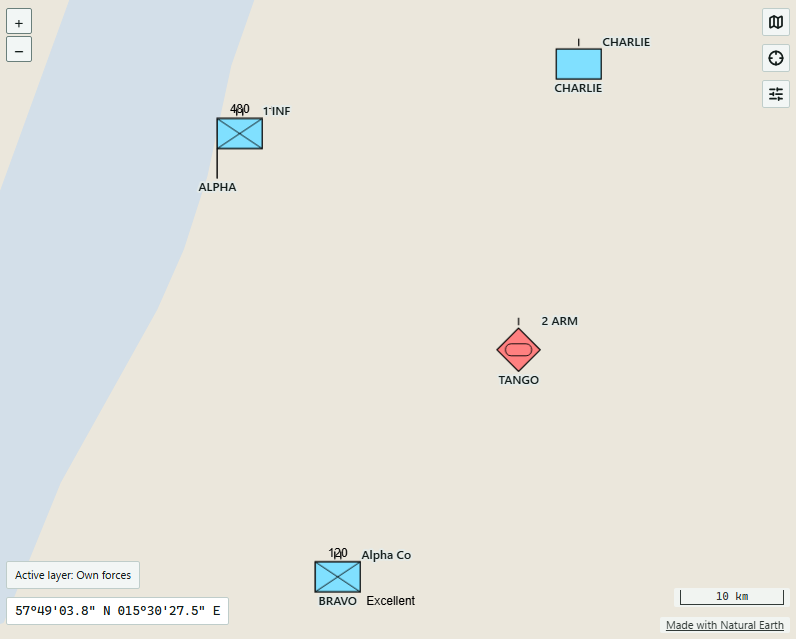 +
CHARLIE
–
CHARLIE
480
1 INF
ALPHA
2 ARM
TANGO
120
Alpha Co
BRAVO Excellent
Active layer: Own forces
10 km
57°49'03.8" N 015°30'27.5" E
Made with Natural Earth